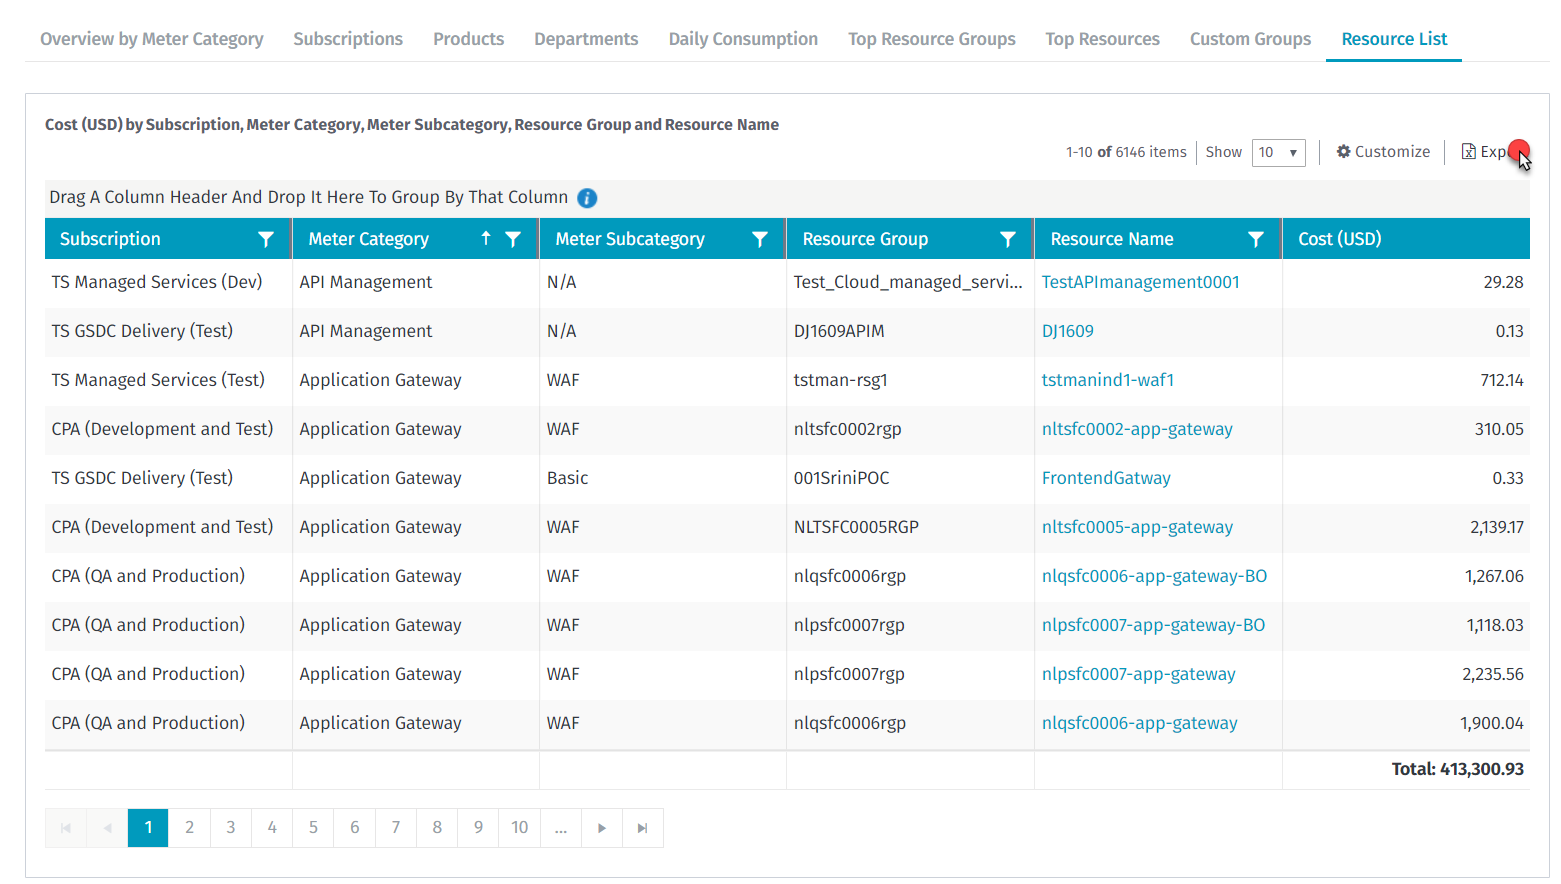 Overview by Meter Category Subscriptions Products Departments Daily Consumption Top Resource Groups Top Resources Custom Groups Resource List
Cost (USD) by Subscription, Meter Category, Meter Subcategory, Resource Group and Resource Name
1-10 of 6146 items Show 10 Customize
Drag A Column Header And Drop It Here To Group By That Column
Subscription Meter Category Meter Subcategory Resource Group Resource Name Cost (USD)
TS Managed Services (Dev) API Management N/A Test_Cloud_managed_servi... TestAPImanagement0001 29.28
TS GSDC Delivery (Test) API Management N/A DJ1609APIM DJ1609 0.13
TS Managed Services (Test) Application Gateway WAF tstman-rsg1 tstmanind1-waf1 712.14
CPA (Development and Test) Application Gateway WAF nltsfc0002rgp nltsfc0002-app-gateway 310.05
TS GSDC Delivery (Test) Application Gateway Basic 001SriniPOC FrontendGatway 0.33
CPA (Development and Test) Application Gateway WAF NLTSFC0005RGP nltsfc0005-app-gateway 2,139.17
CPA (QA and Production) Application Gateway WAF nlqsfc0006rgp nlqsfc0006-app-gateway-BO 1,267.06
CPA (QA and Production) Application Gateway WAF nlpsfc0007rgp nlpsfc0007-app-gateway-BO 1,118.03
CPA (QA and Production) Application Gateway WAF nlpsfc0007rgp nlpsfc0007-app-gateway 2,235.56
CPA (QA and Production) Application Gateway WAF nlqsfc0006rgp nlqsfc0006-app-gateway 1,900.04
Total: 413,300.93
1 2 3 4 5 6 7 8 9 10 ...